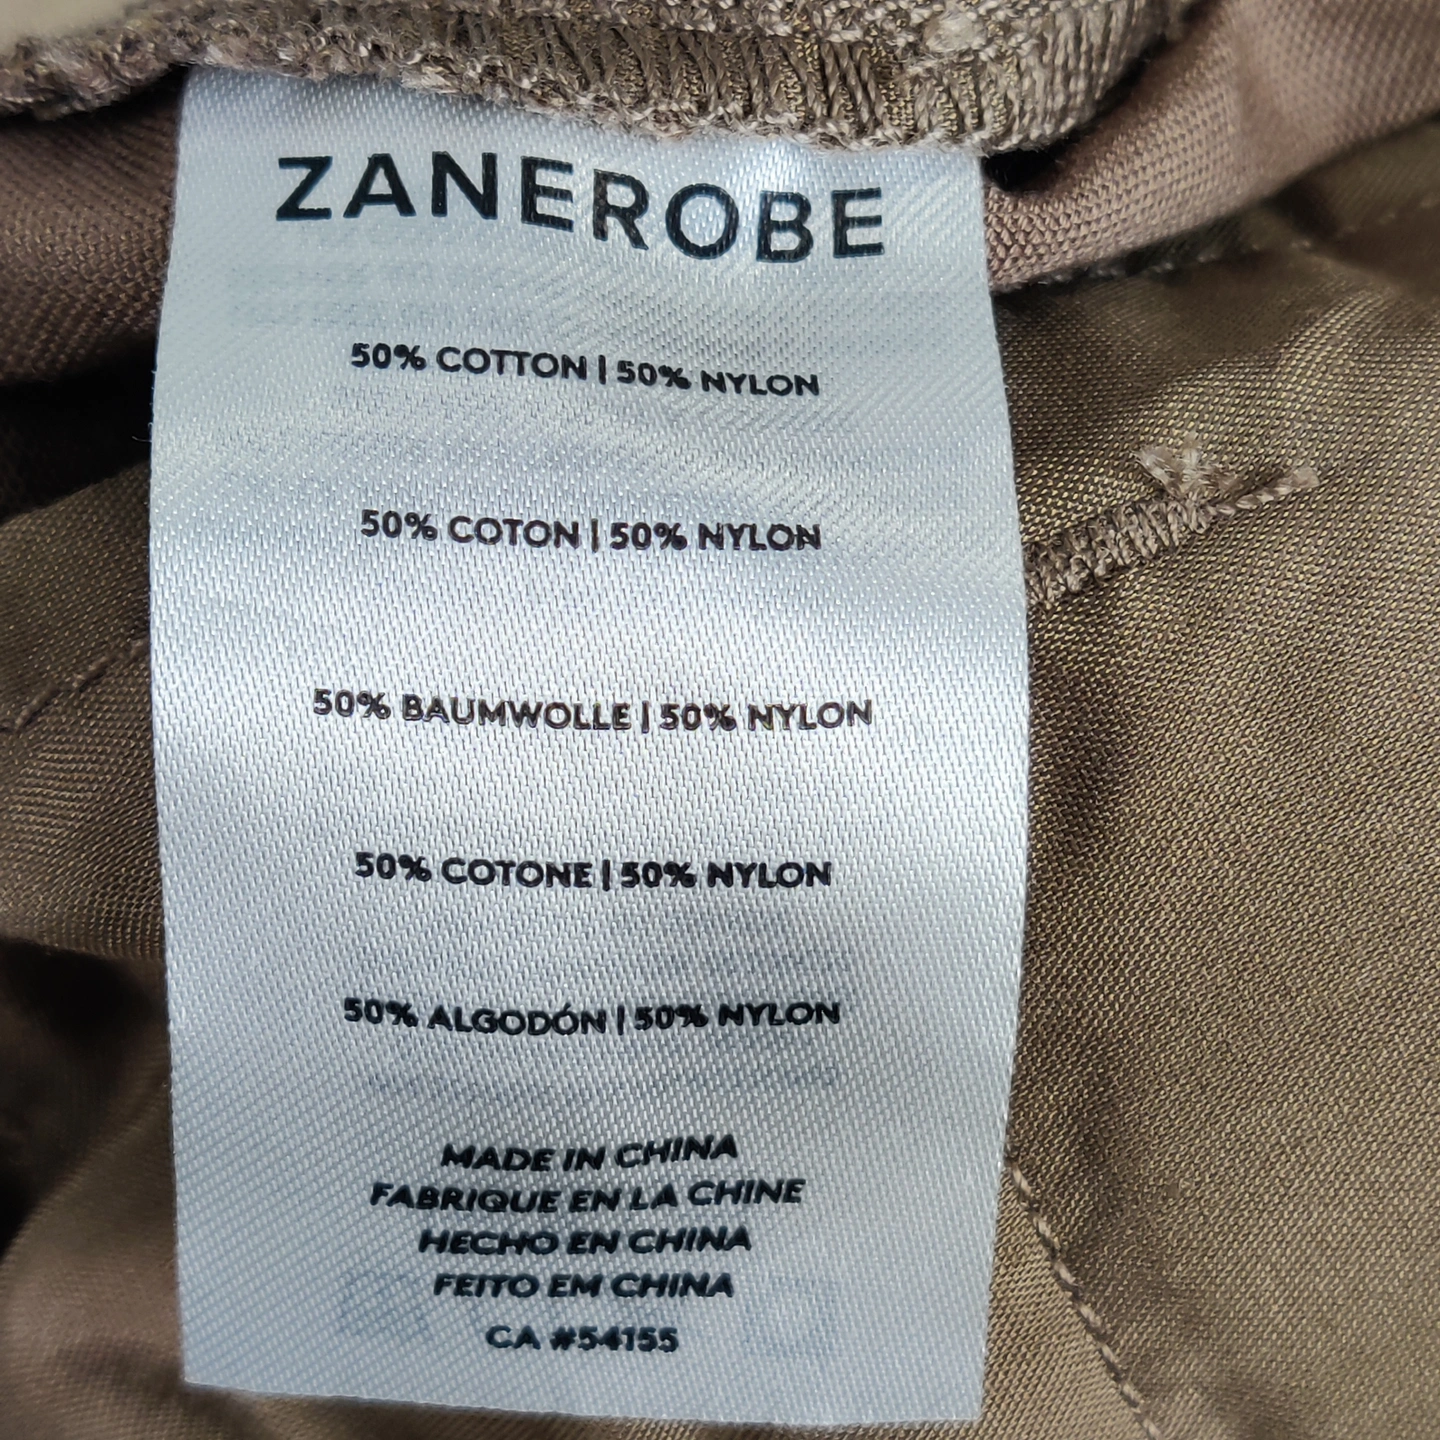 ZANEROBE
50% COTTON | 50% NYLON
50% COTON | 50% NYLON
50% BAUMWOLLE | 50% NYLON
50% COTONE | 50% NYLON
50% ALGODÓN | 50% NYLON
MADE IN CHINA
FABRIQUE EN LA CHINE
HECHO EN CHINA
FEITO EM CHINA
CA #54155